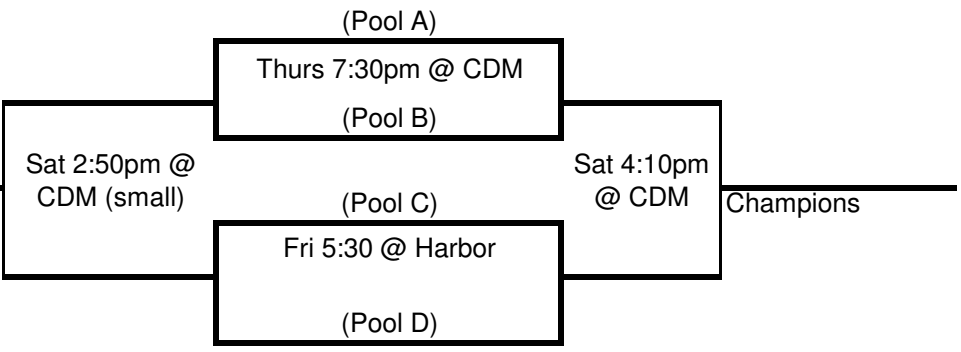 (Pool A)
Thurs 7:30pm @ CDM
(Pool B)
Sat 2:50pm @
CDM (small)
Sat 4:10pm
@ CDM
Champions
(Pool C)
Fri 5:30 @ Harbor
(Pool D)